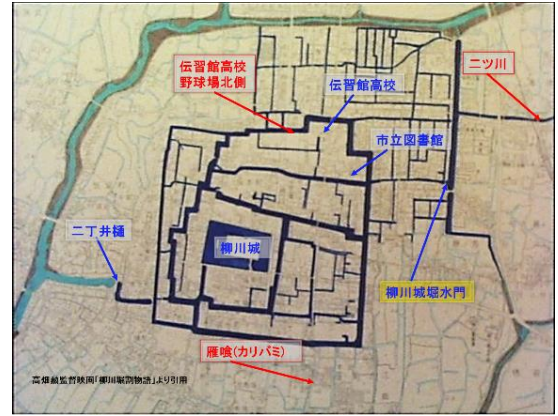 伝習館高校
野球場北側
伝習館高校
二ツ川
市立図書館
二丁井樋
柳川城
柳川城堀水門
雁喰(カリバミ)
高畑勲監督映画「柳川堀割物語」より引用